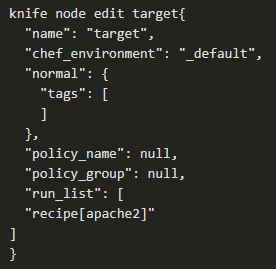 knife node edit target{
  "name": "target",
  "chef_environment": "_default",
  "normal": {
    "tags": [
    ]
  },
  "policy_name": null,
  "policy_group": null,
  "run_list": [
  "recipe[apache2]"
]
}